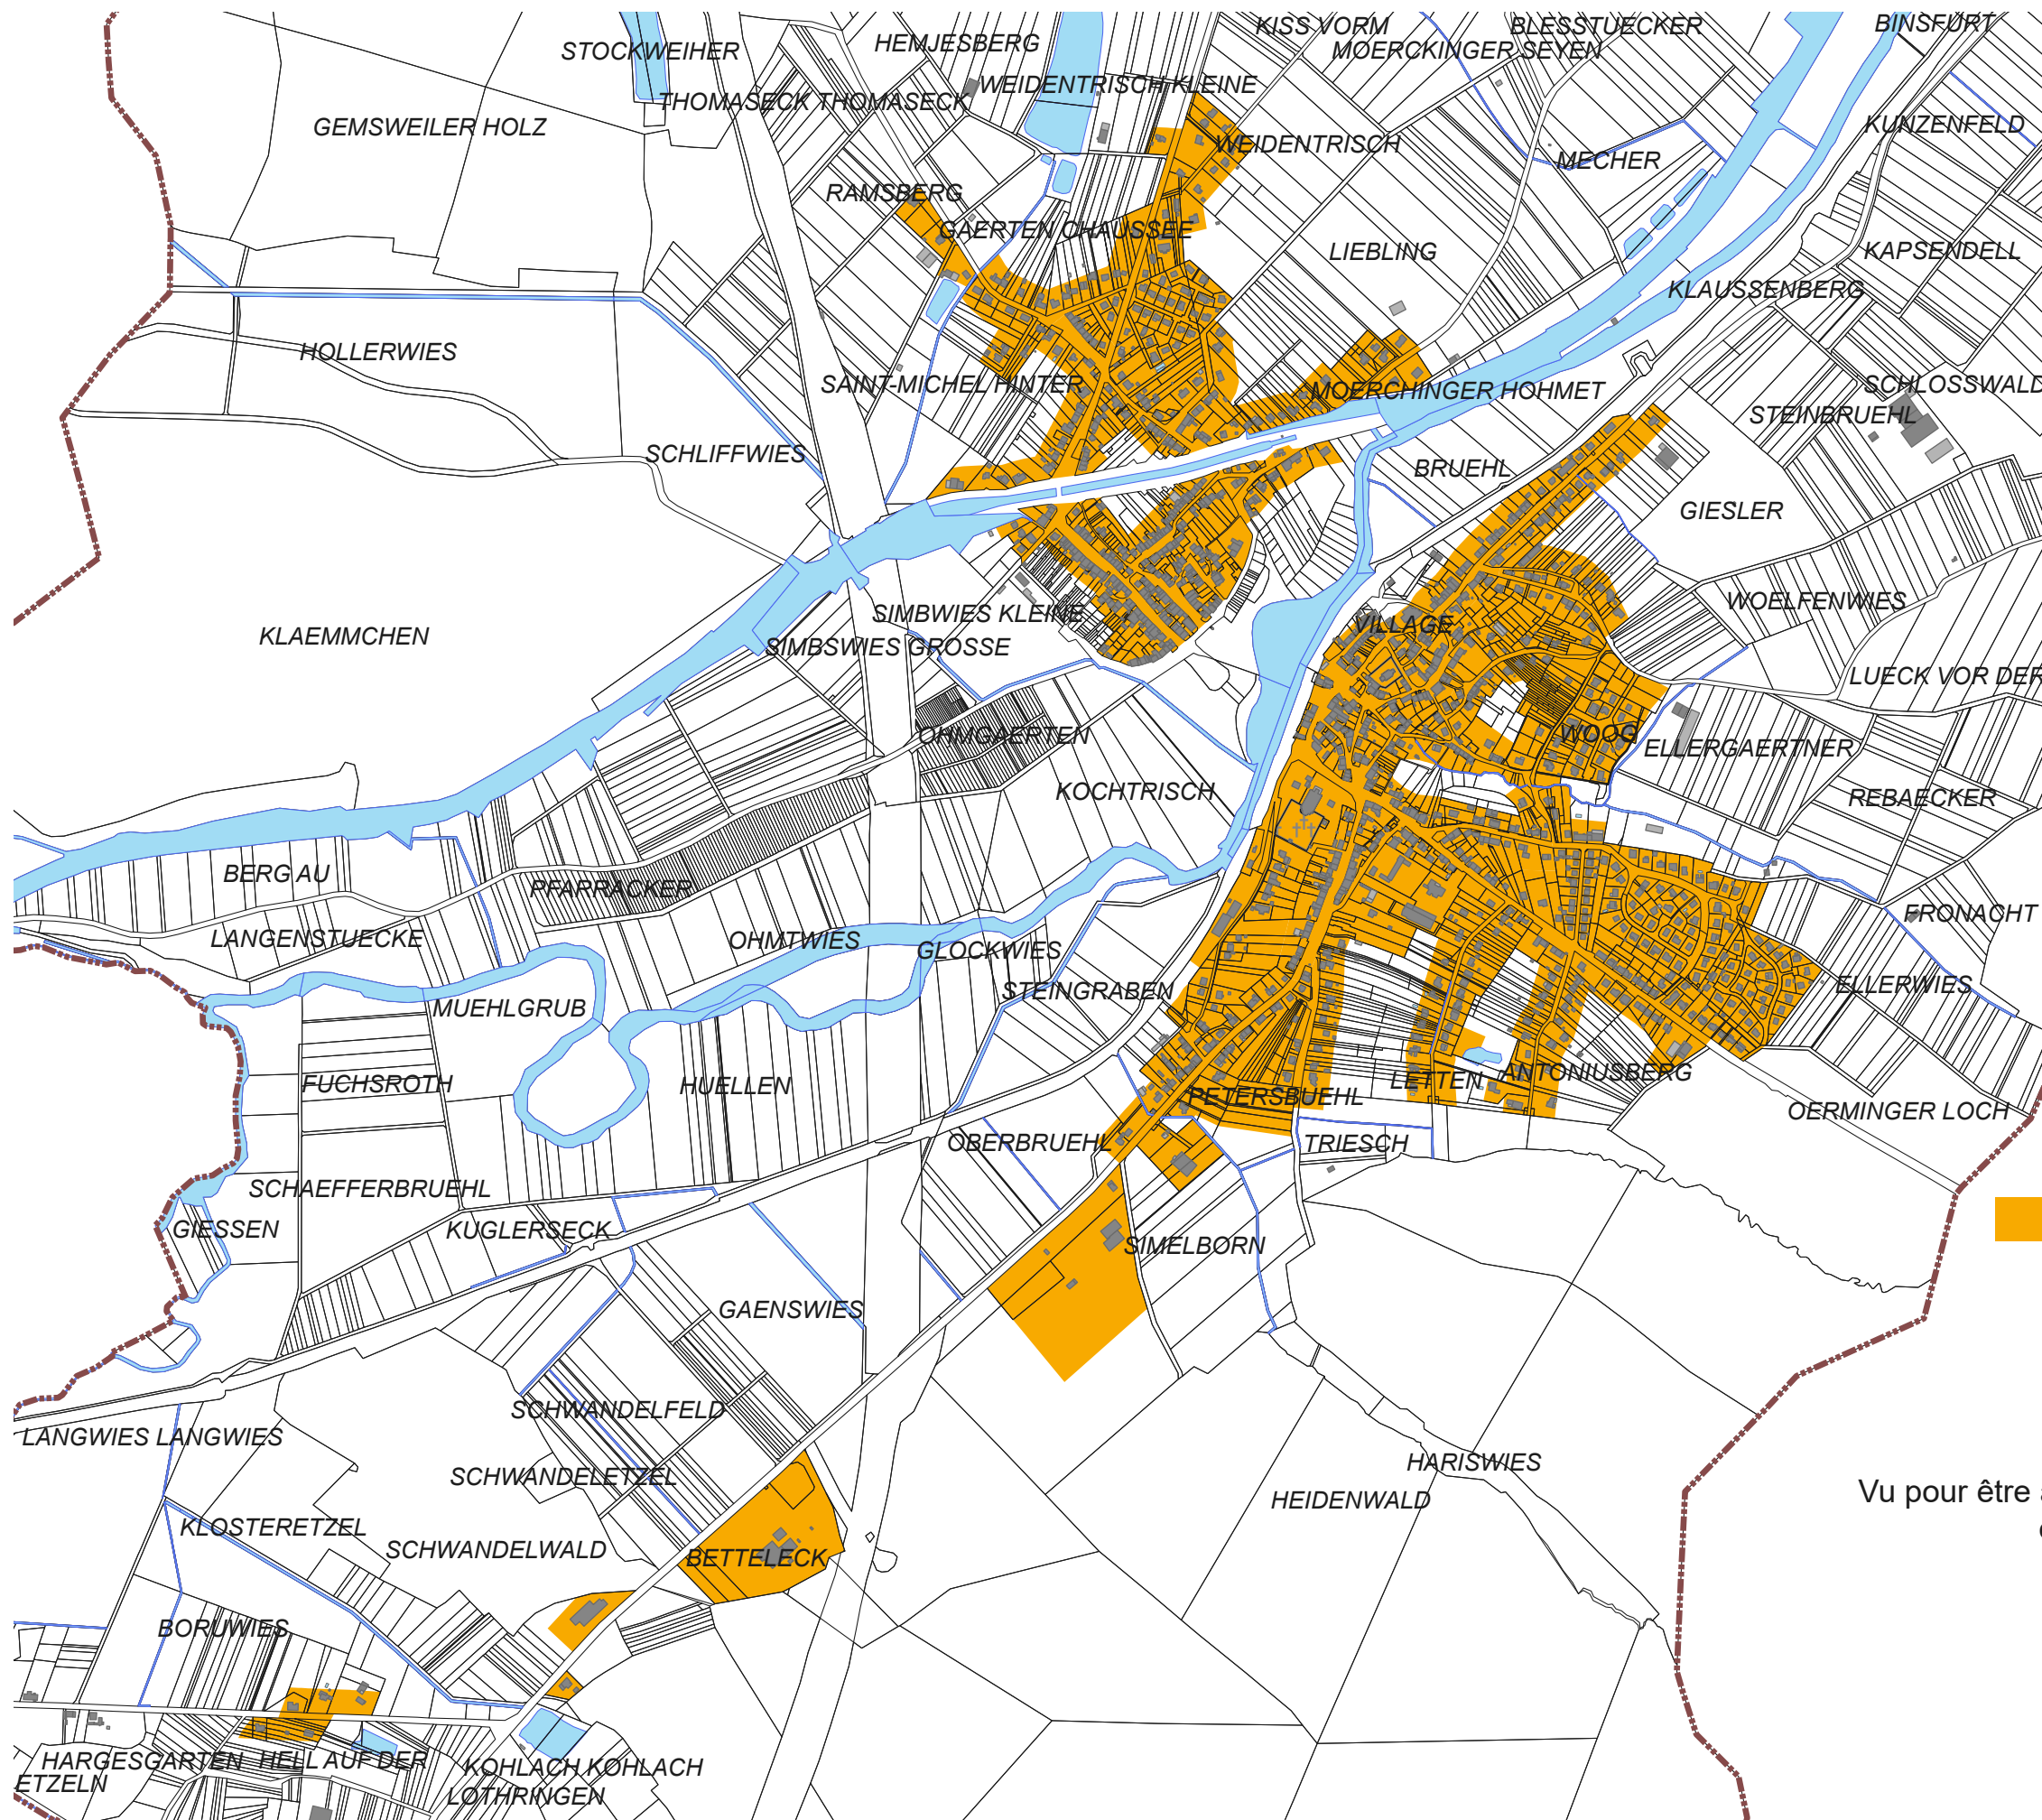 KISS VORM
BLESSTUECKER
BINSFURT
STOCKWEIHER
HEMJESBERG
MOERCKINGER SEYEN
WEIDENTRISCH KLEINE
THOMASECK THOMASECK
GEMSWEILER HOLZ
KUNZENFELD
WEIDENTRISCH
MECHER
RAMSBERG
GAERTEN CHAUSSEE
LIEBLING
KAPSENDELL
KLAUSSENBERG
HOLLERWIES
SAINT-MICHEL HINTER
MOERCHINGER HOHMET
SCHLOSSWALD
STEINBRUEHL
SCHLIFFWIES
BRUEHL
GIESLER
WOELFENWIES
SIMBWIES KLEINE
VILLAGE
KLAEMMCHEN
SIMBSWIES GROSSE
LUECK VOR DER
OHMGAERTEN
WOOG
ELLERGAERTNER
KOCHTRISCH
REBAECKER
BERG AU
PFARRACKER
FRONACHT
LANGENSTUECKE
OHMTWIES
GLOCKWIES
STEINGRABEN
ELLERWIES
MUEHLGRUB
FUCHSROTH
HUELLEN
PETERSBUEHL
LETTEN
ANTONIUSBERG
OERMINGER LOCH
OBERBRUEHL
TRIESCH
SCHAEFFERBRUEHL
GIESSEN
KUGLERSECK
SIMELBORN
GAENSWIES
SCHWANDELFELD
LANGWIES LANGWIES
SCHWANDELETZEL
HARISWIES
HEIDENWALD
Vu pour être
KLOSTERETZEL
SCHWANDELWALD
BETTELECK
BORUWIES
HARGESGARTEN
HELL AUF DER
KOHLACH KOHLACH
ETZELN
LOTHRINGEN